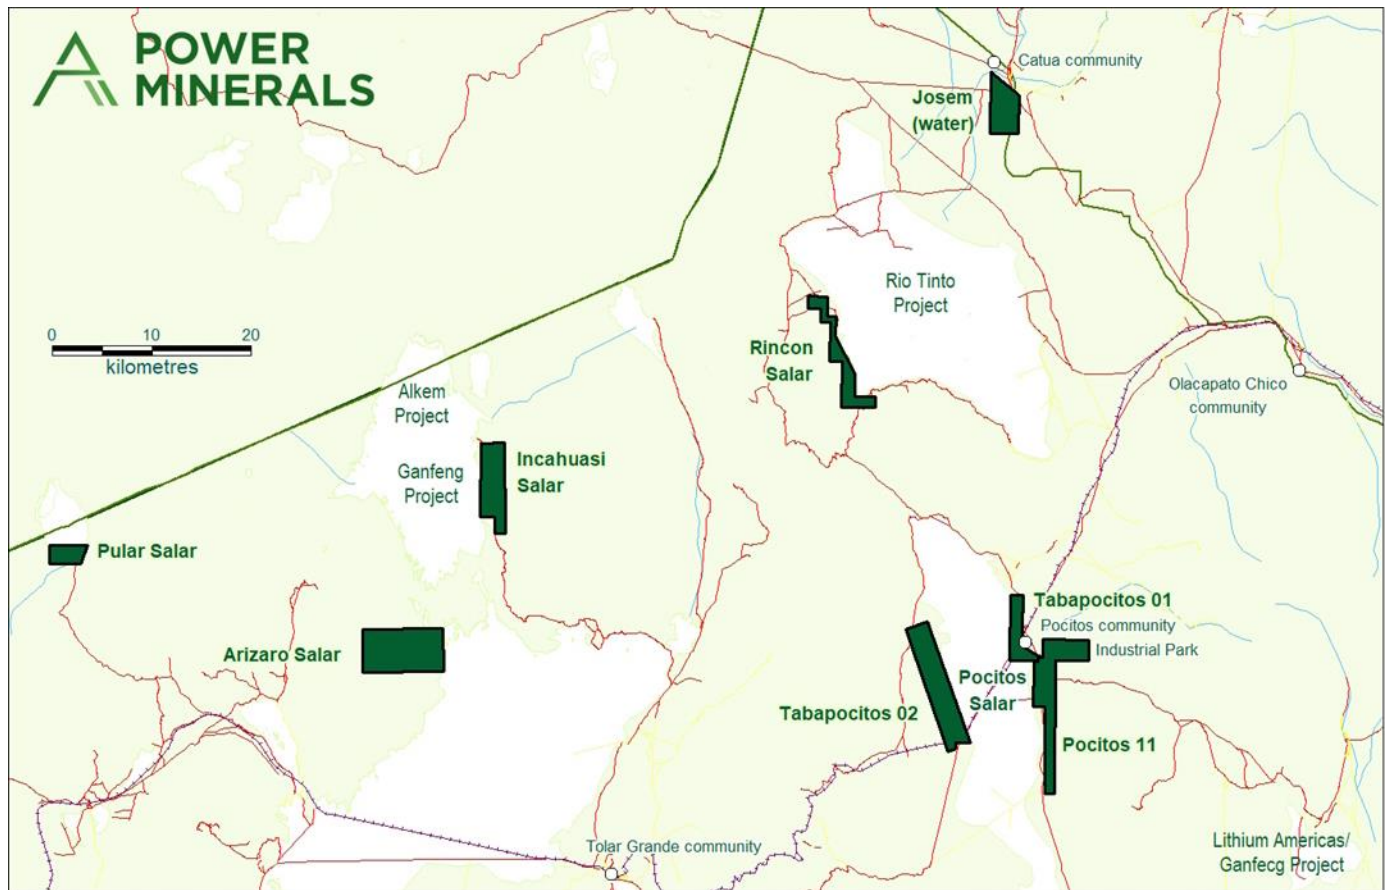 POWER
MINERALS
Catua community
Josem
(water)
Rio Tinto
Project
0 10 20
kilometres
Rincon
Salar
Olacapato Chico
community
Alkem
Project
Ganfeng
Project
Incahuasi
Salar
Pular Salar
Tabapocitos 01
Pocitos community
Industrial Park
Arizaro Salar
Pocitos
Salar
Tabapocitos 02
Pocitos 11
Tolar Grande community
Lithium Americas/
Ganfecg Project